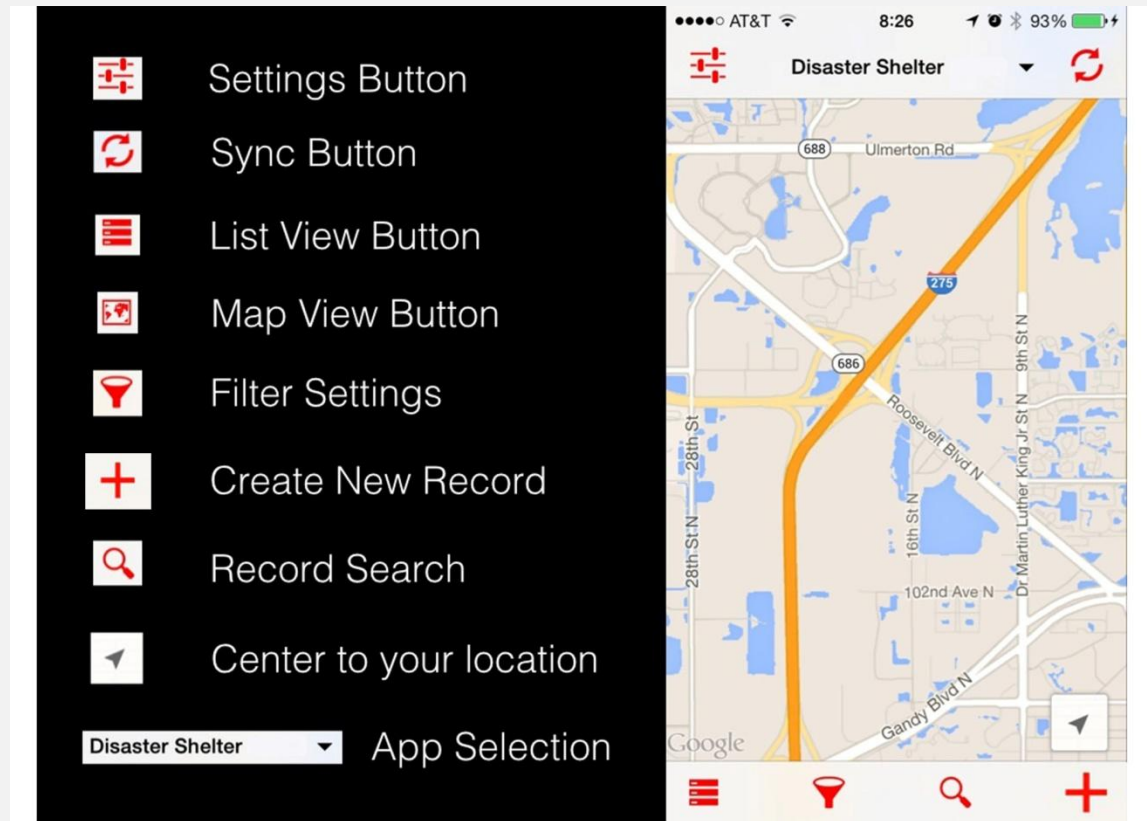 Settings Button
Sync Button
List View Button
Map View Button
Filter Settings
Create New Record
Record Search
Center to your location
Disaster Shelter
App Selection
AT&T
8:26
93%
Disaster Shelter
688
Ulmerton Rd
275
686
Roosevelt Blvd N
9th St N
Dr Martin Luther King Jr St N
28th St
28th St N
16th St N
102nd Ave N
Gandy Blvd N
Google